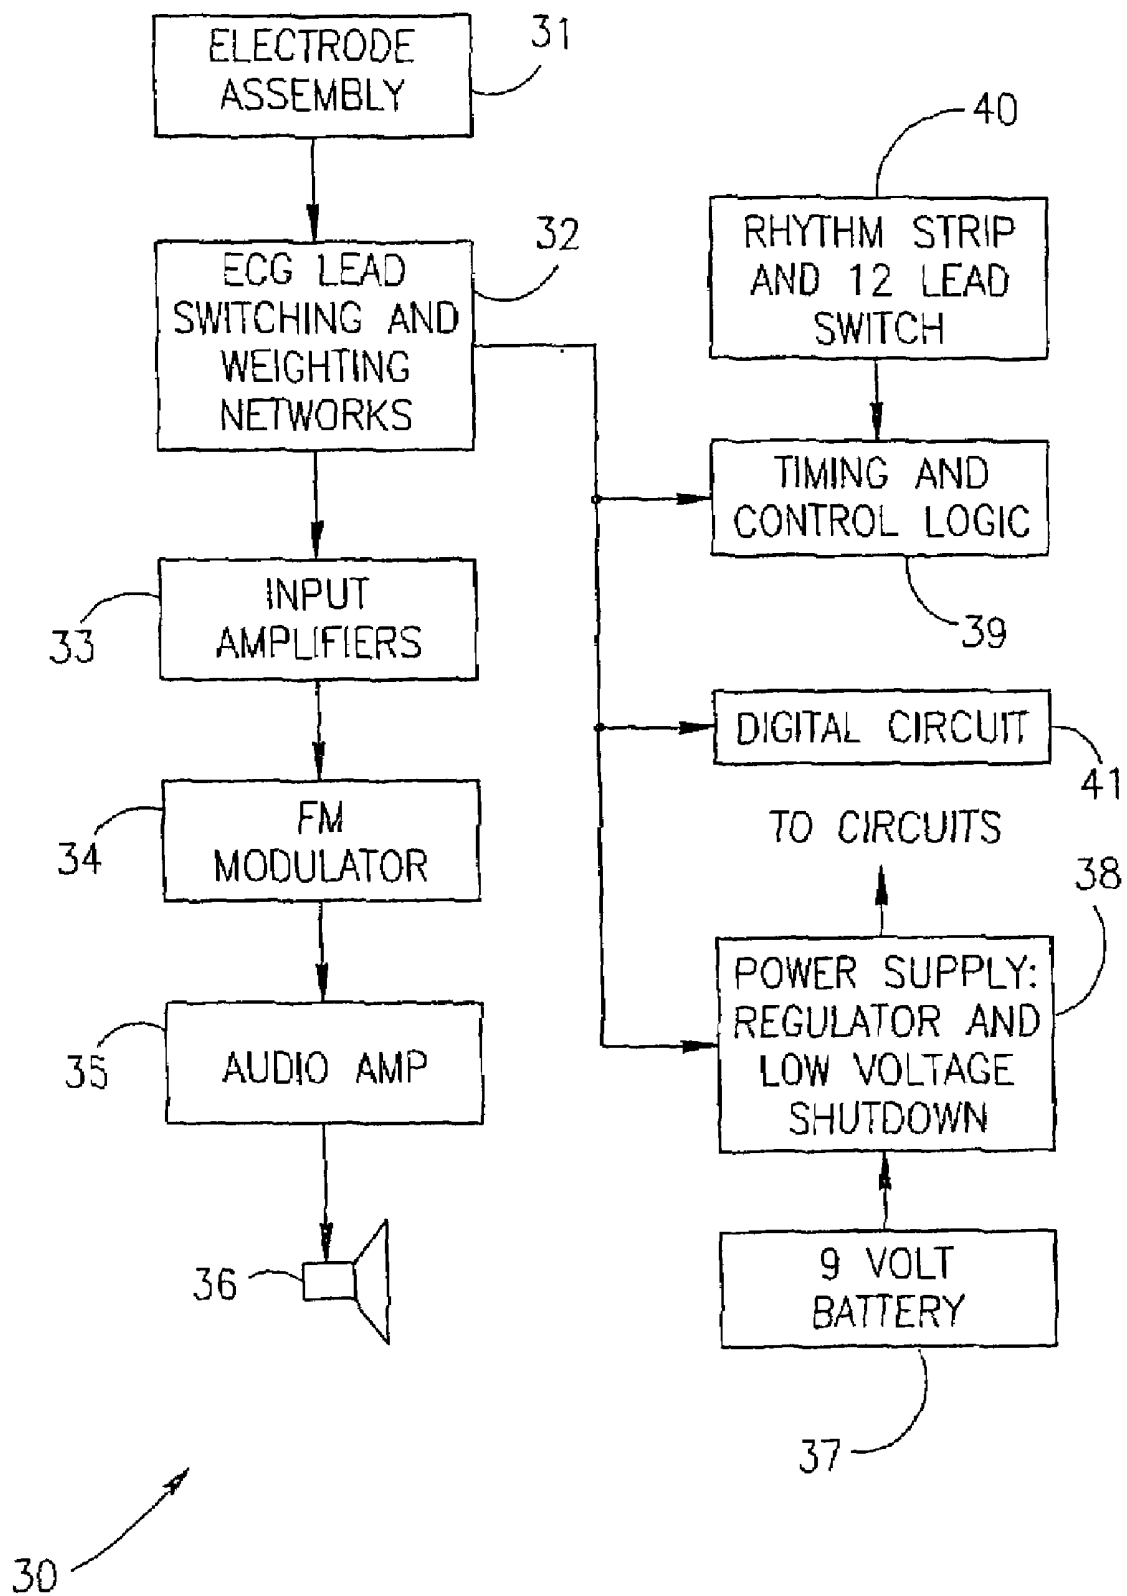 ELECTRODE
ASSEMBLY
31
ECG LEAD
SWITCHING AND
WEIGHTING
NETWORKS
32
INPUT
AMPLIFIERS
33
FM
MODULATOR
34
AUDIO AMP
35
36
40
RHYTHM STRIP
AND 12 LEAD
SWITCH
TIMING AND
CONTROL LOGIC
39
DIGITAL CIRCUIT
41
TO CIRCUITS
38
POWER SUPPLY:
REGULATOR AND
LOW VOLTAGE
SHUTDOWN
9 VOLT
BATTERY
37
30